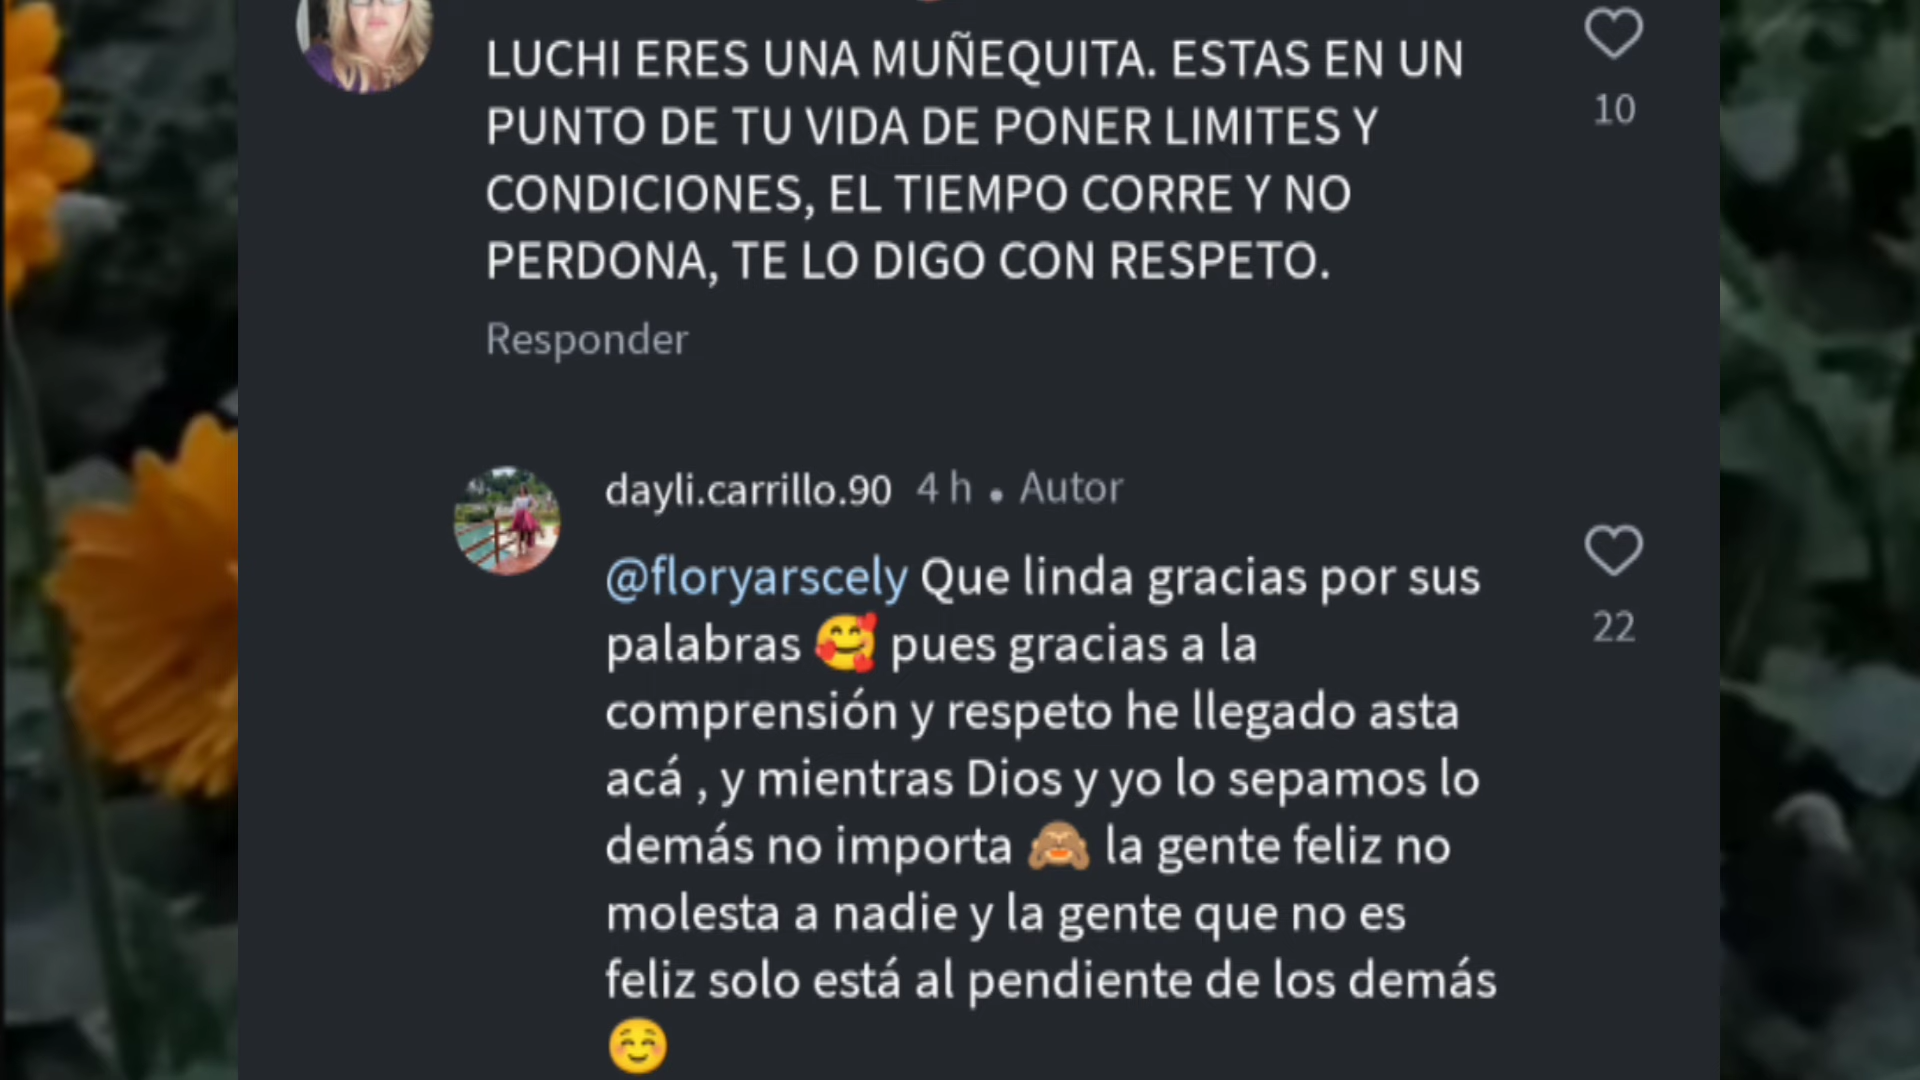 LUCHI ERES UNA MUÑEQUITA. ESTAS EN UN
PUNTO DE TU VIDA DE PONER LIMITES Y
CONDICIONES, EL TIEMPO CORRE Y NO
PERDONA, TE LO DIGO CON RESPETO.
10
Responder
dayli.carrillo.90 4 h • Autor
@floryarscely Que linda gracias por sus
palabras 🥰 pues gracias a la
comprensión y respeto he llegado asta
acá , y mientras Dios y yo lo sepamos lo
demás no importa 🙈 la gente feliz no
molesta a nadie y la gente que no es
feliz solo está al pendiente de los demás
☺️
22